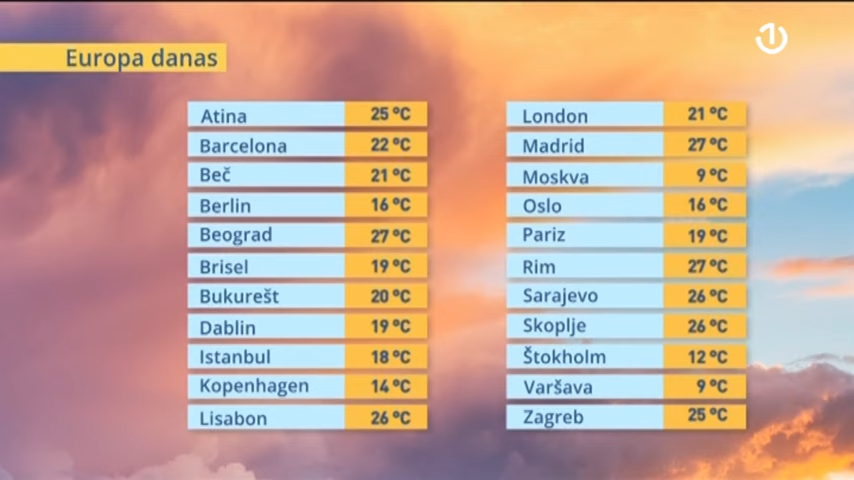 Europa danas
1
Atina 25 °C
Barcelona 22 °C
Beč 21 °C
Berlin 16 °C
Beograd 27 °C
Brisel 19 °C
Bukurešt 20 °C
Dablin 19 °C
Istanbul 18 °C
Kopenhagen 14 °C
Lisabon 26 °C
London 21 °C
Madrid 27 °C
Moskva 9 °C
Oslo 16 °C
Pariz 19 °C
Rim 27 °C
Sarajevo 26 °C
Skoplje 26 °C
Štokholm 12 °C
Varšava 9 °C
Zagreb 25 °C